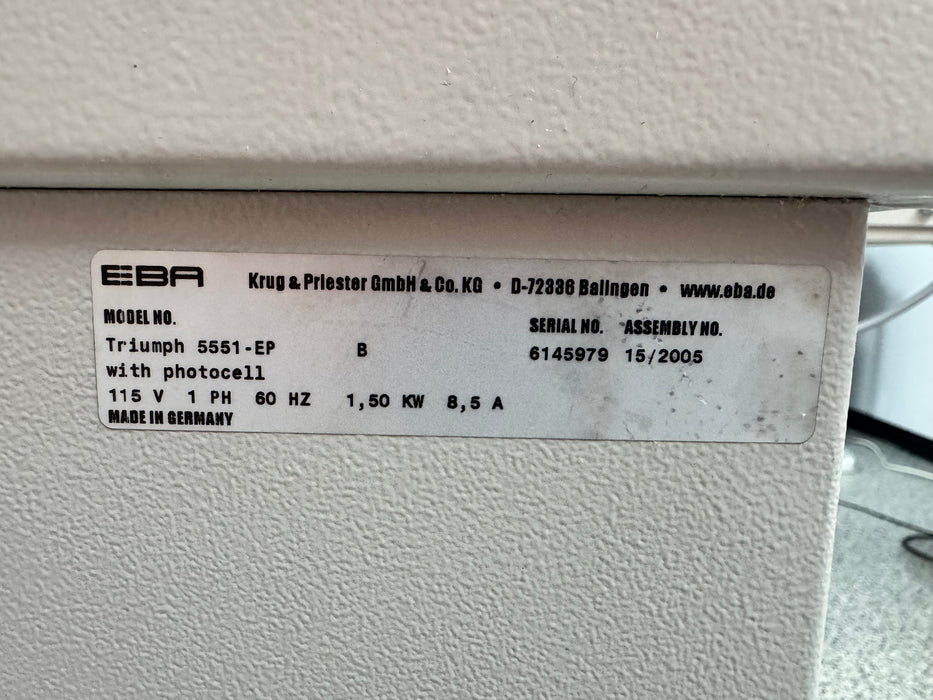 EBA Krug & Priester GmbH & Co. KG • D-72336 Balingen • www.eba.de
MODEL NO. SERIAL NO. ASSEMBLY NO.
Triumph 5551-EP B 6145979 15/2005
with photocell
115 V 1 PH 60 HZ 1,50 KW 8,5 A
MADE IN GERMANY